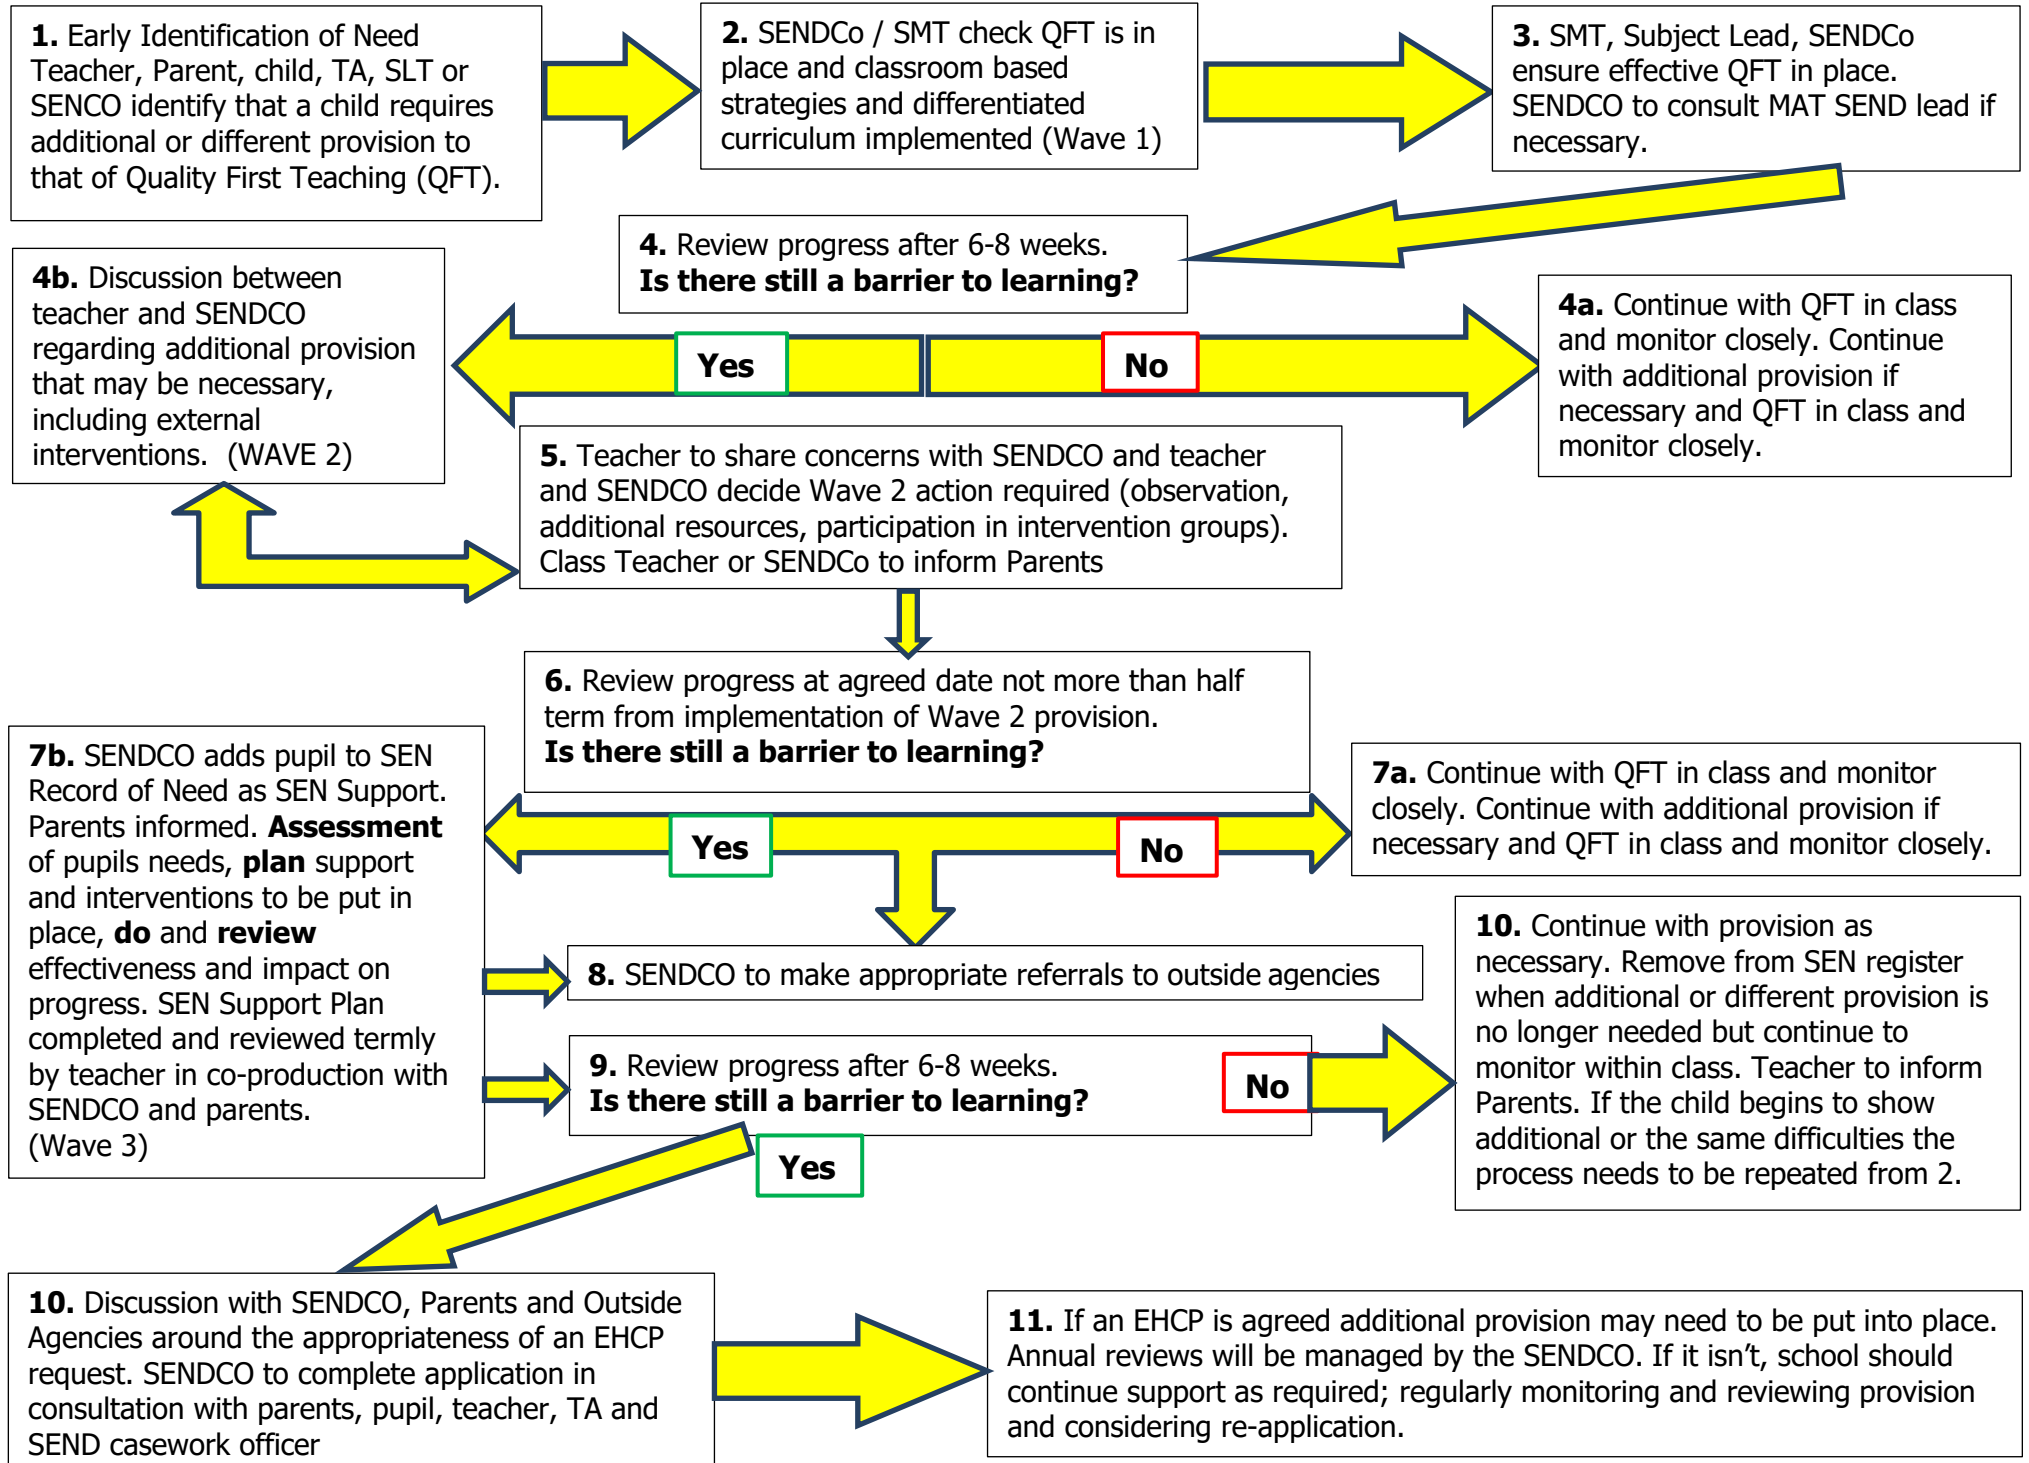 1. Early Identification of Need
Teacher, Parent, child, TA, SLT or
SENCO identify that a child requires
additional or different provision to
that of Quality First Teaching (QFT).
2. SENDCo / SMT check QFT is in
place and classroom based
strategies and differentiated
curriculum implemented (Wave 1)
3. SMT, Subject Lead, SENDCo
ensure effective QFT in place.
SENDCO to consult MAT SEND lead if
necessary.
4. Review progress after 6-8 weeks.
Is there still a barrier to learning?
4b. Discussion between
teacher and SENDCO
regarding additional provision
that may be necessary,
including external
interventions.  (WAVE 2)
Yes
No
4a. Continue with QFT in class
and monitor closely. Continue
with additional provision if
necessary and QFT in class and
monitor closely.
5. Teacher to share concerns with SENDCO and teacher
and SENDCO decide Wave 2 action required (observation,
additional resources, participation in intervention groups).
Class Teacher or SENDCo to inform Parents
6. Review progress at agreed date not more than half
term from implementation of Wave 2 provision.
Is there still a barrier to learning?
7b. SENDCO adds pupil to SEN
Record of Need as SEN Support.
Parents informed. Assessment
of pupils needs, plan support
and interventions to be put in
place, do and review
effectiveness and impact on
progress. SEN Support Plan
completed and reviewed termly
by teacher in co-production with
SENDCO and parents.
(Wave 3)
Yes
No
7a. Continue with QFT in class and monitor
closely. Continue with additional provision if
necessary and QFT in class and monitor closely.
8. SENDCO to make appropriate referrals to outside agencies
9. Review progress after 6-8 weeks.
Is there still a barrier to learning?
No
Yes
10. Continue with provision as
necessary. Remove from SEN register
when additional or different provision is
no longer needed but continue to
monitor within class. Teacher to inform
Parents. If the child begins to show
additional or the same difficulties the
process needs to be repeated from 2.
10. Discussion with SENDCO, Parents and Outside
Agencies around the appropriateness of an EHCP
request. SENDCO to complete application in
consultation with parents, pupil, teacher, TA and
SEND casework officer
11. If an EHCP is agreed additional provision may need to be put into place.
Annual reviews will be managed by the SENDCO. If it isn't, school should
continue support as required; regularly monitoring and reviewing provision
and considering re-application.